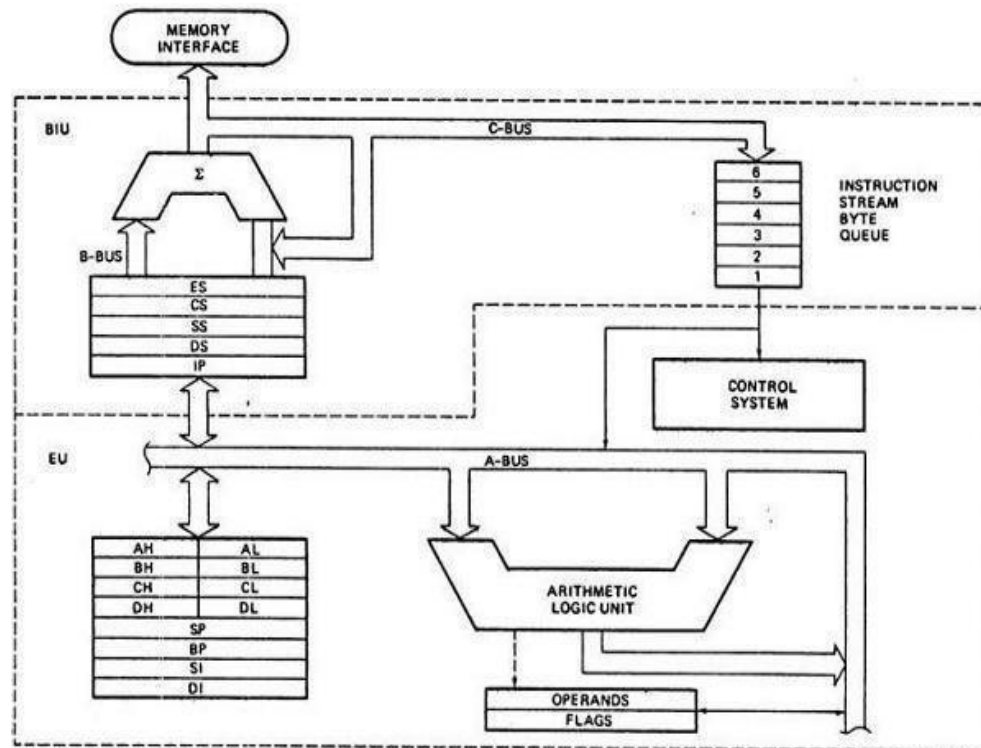 MEMORY
INTERFACE
BIU
C-BUS
Σ
B-BUS
6
5
4
3
2
1
INSTRUCTION
STREAM
BYTE
QUEUE
ES
CS
SS
DS
IP
CONTROL
SYSTEM
EU
A-BUS
AH AL
BH BL
CH CL
DH DL
SP
BP
SI
DI
ARITHMETIC
LOGIC UNIT
OPERANDS
FLAGS